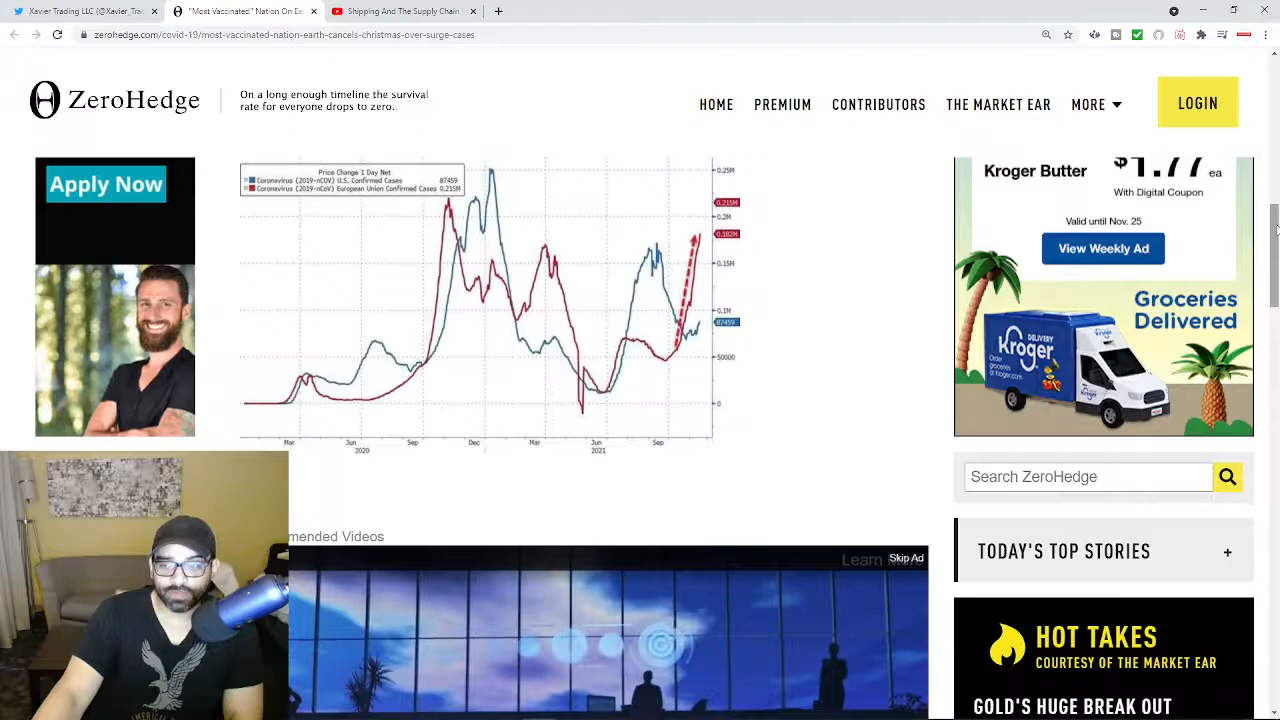 Xavier Trading LLC (@Xavier_Tra
"Most Vaccinated" Nation On Ea
Shipping And The Supply Chain
zerohedge.com/covid-19/most-vaccinated-nation-earth-cancels-christmas-over-surge-cases
ZeroHedge
On a long enough timeline the survival
rate for everyone drops to zero.
HOME PREMIUM CONTRIBUTORS THE MARKET EAR MORE
LOGIN
Apply Now
Price Change 1 Day Net
Coronavirus (2019-nCOV) U.S. Confirmed Cases 87459
Coronavirus (2019-nCoV) European Union Confirmed Cases 0.215M
0.25M
0.215M
0.2M
0.182M
0.15M
0.1M
87459
50000
0
Mar Jun Sep Dec Mar Jun Sep
2020 2021
Kroger Butter
$1.77 ea
With Digital Coupon
Valid until Nov. 25
View Weekly Ad
Groceries
Delivered
DELIVERY
Kroger
Search ZeroHedge
TODAY'S TOP STORIES +
mended Videos
Learn More
Skip Ad
HOT TAKES
COURTESY OF THE MARKET EAR
GOLD'S HUGE BREAK OUT